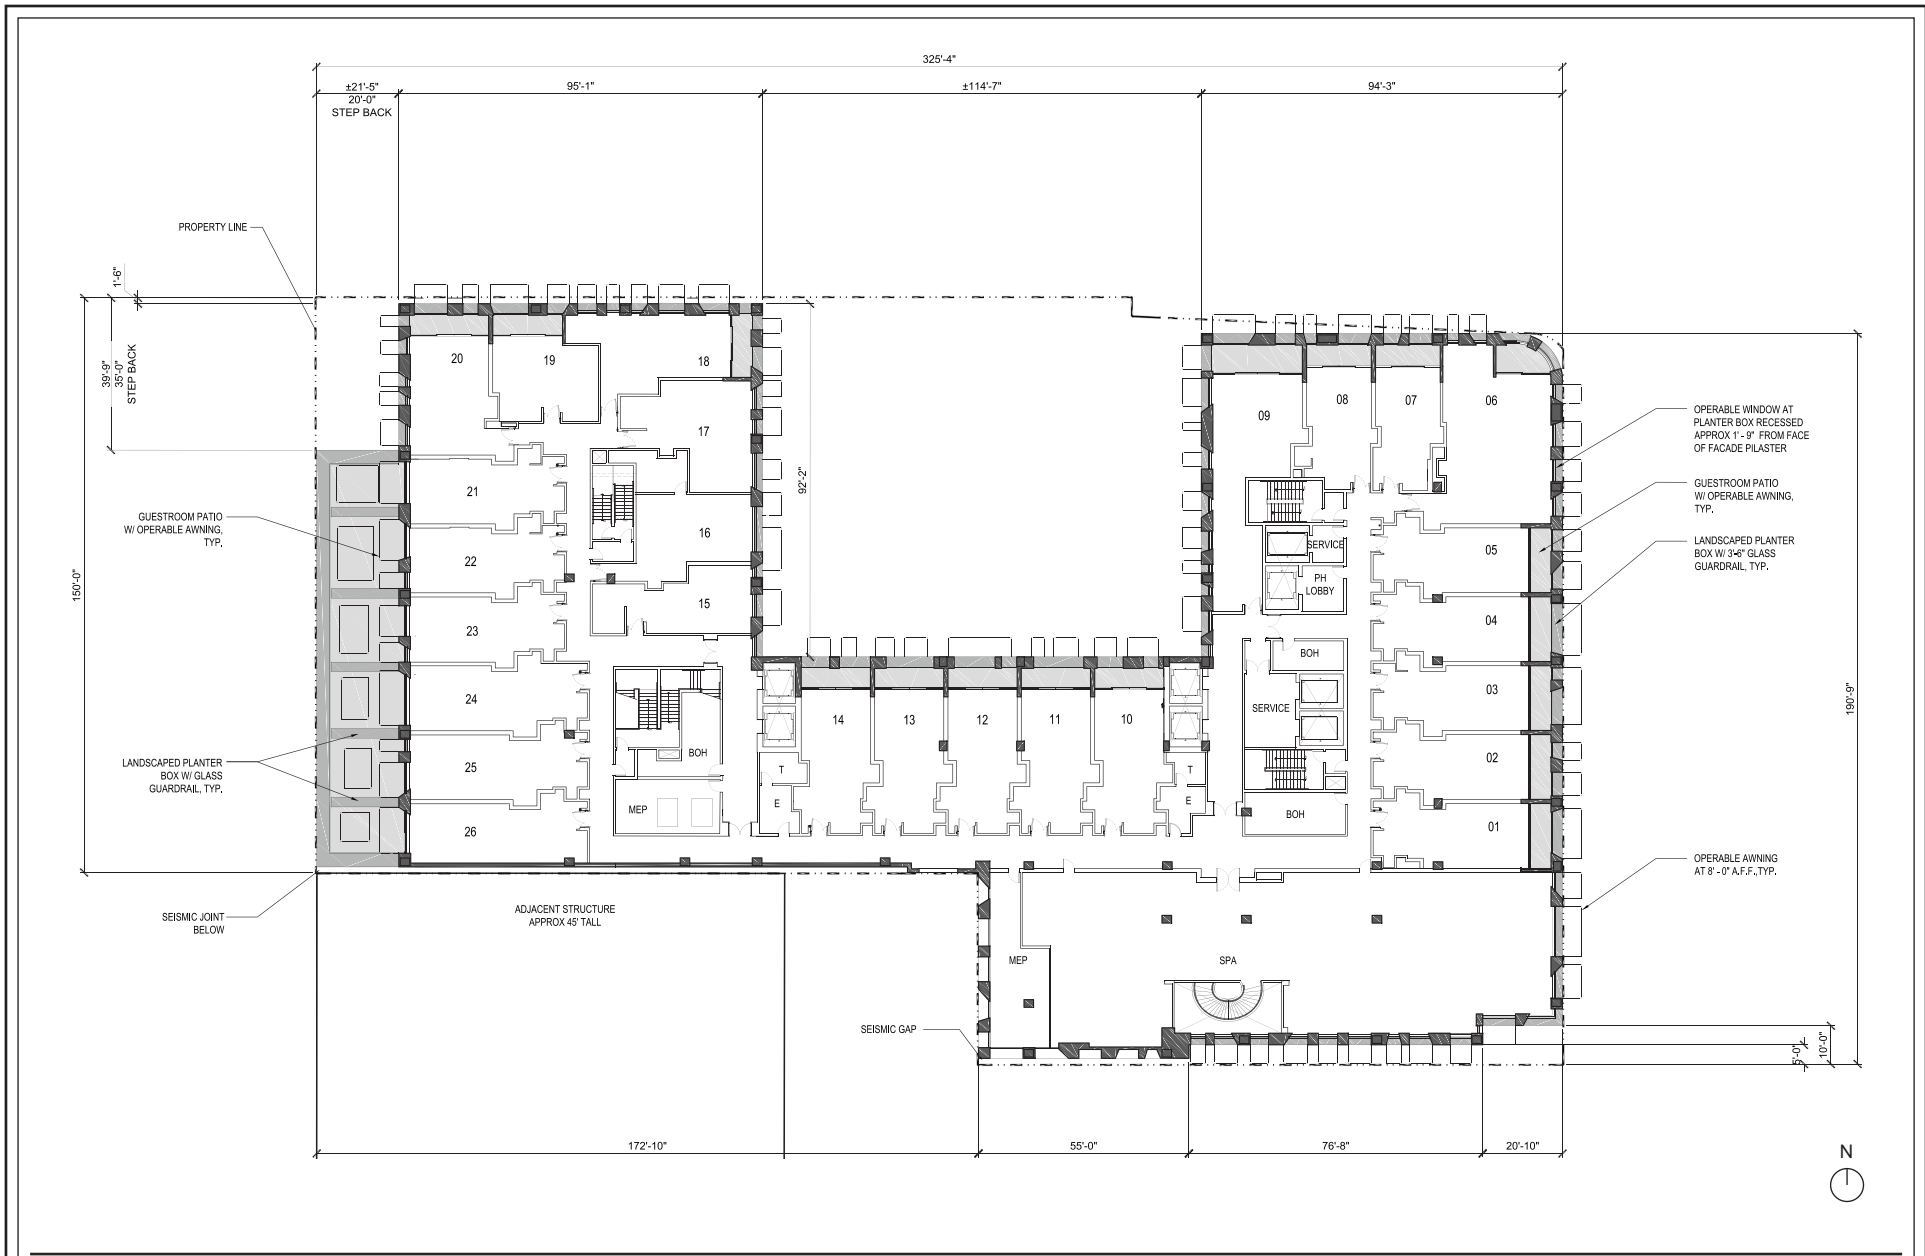 325'-4"
±21'-5"
20'-0"
STEP BACK
95'-1"
±114'-7"
94'-3"
PROPERTY LINE
1'-6"
39'-9"
35'-0"
STEP BACK
150'-0"
92'-2"
190'-9"
20
19
18
17
16
15
21
22
23
24
25
26
09
08
07
06
05
04
03
02
01
14
13
12
11
10
SERVICE
PH
LOBBY
BOH
SERVICE
BOH
BOH
MEP
T
E
T
E
MEP
SPA
OPERABLE WINDOW AT
PLANTER BOX RECESSED
APPROX 1' - 9" FROM FACE
OF FACADE PILASTER
GUESTROOM PATIO
W/ OPERABLE AWNING,
TYP.
LANDSCAPED PLANTER
BOX W/ 3'-6" GLASS
GUARDRAIL, TYP.
GUESTROOM PATIO
W/ OPERABLE AWNING,
TYP.
LANDSCAPED PLANTER
BOX W/ GLASS
GUARDRAIL, TYP.
OPERABLE AWNING
AT 8' - 0" A.F.F.,TYP.
SEISMIC JOINT
BELOW
ADJACENT STRUCTURE
APPROX 45' TALL
SEISMIC GAP
5'-0"
10'-0"
172'-10"
55'-0"
76'-8"
20'-10"
N